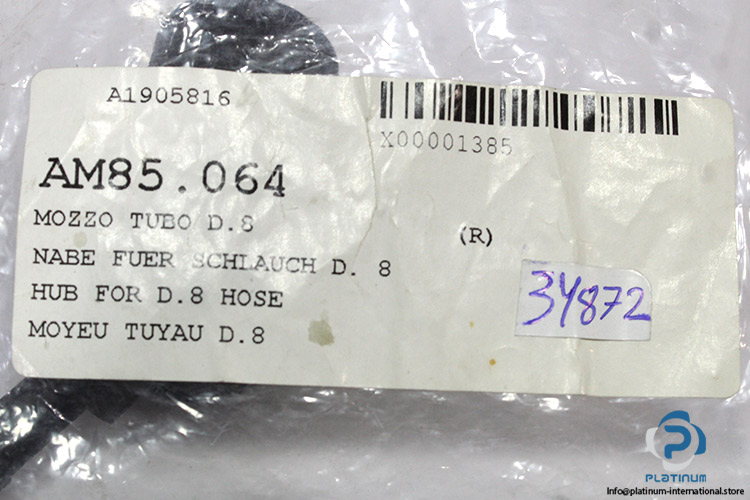 A1905816
X00001385
AM85.064
MOZZO TUBO D.8
(R)
NABE FUER SCHLAUCH D. 8
HUB FOR D.8 HOSE
34872
MOYEU TUYAU D.8
PLATINUM
Info@platinum-international.store